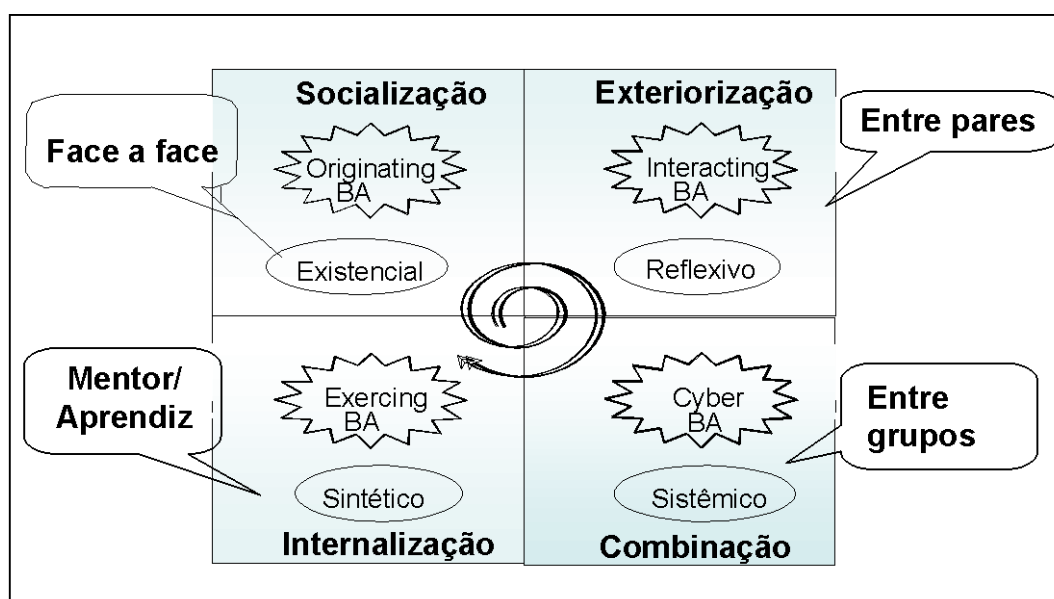 Socialização
Exteriorização
Face a face
Originating
BA
Interacting
BA
Entre pares
Existencial
Reflexivo
Mentor/
Aprendiz
Exercing
BA
Cyber
BA
Entre
grupos
Sintético
Sistêmico
Internalização
Combinação